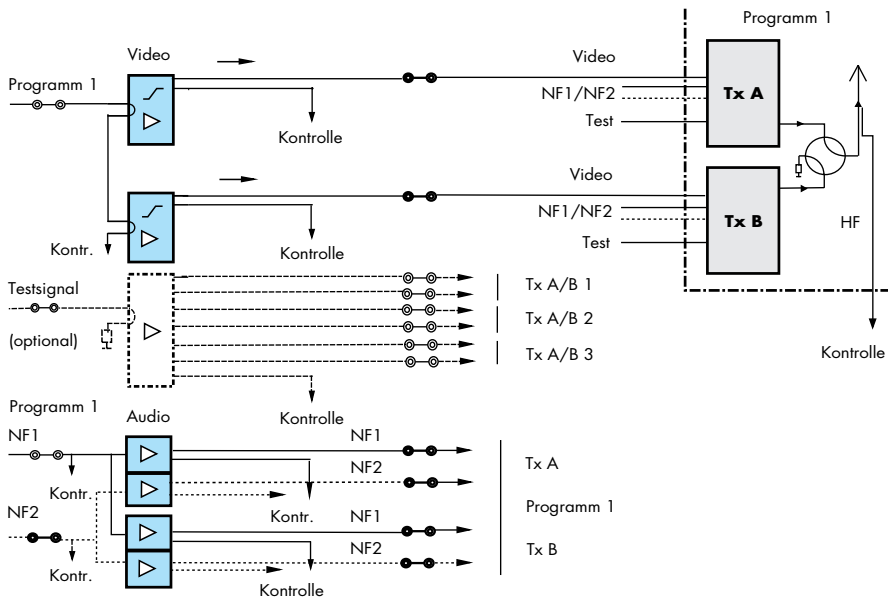 Programm 1
Video
Video
Programm 1
Tx A
NF1/NF2
Kontrolle
Test
Video
Tx B
NF1/NF2
HF
Kontr.
Kontrolle
Test
Testsignal
Tx A/B 1
Tx A/B 2
(optional)
Tx A/B 3
Kontrolle
Programm 1
Kontrolle
Audio
NF1
NF1
Tx A
NF2
Kontr.
NF2
Kontr.
NF1
Programm 1
NF2
Tx B
Kontr.
Kontrolle